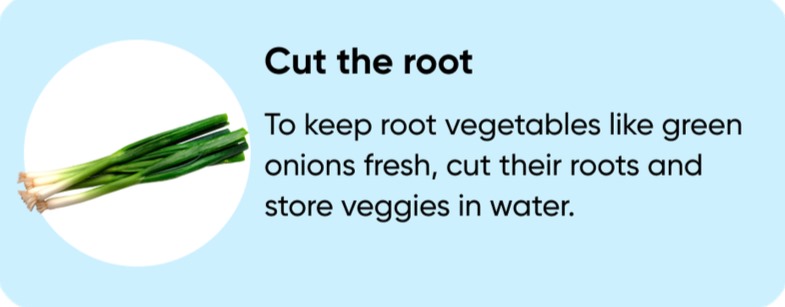 Cut the root
To keep root vegetables like green
onions fresh, cut their roots and
store veggies in water.